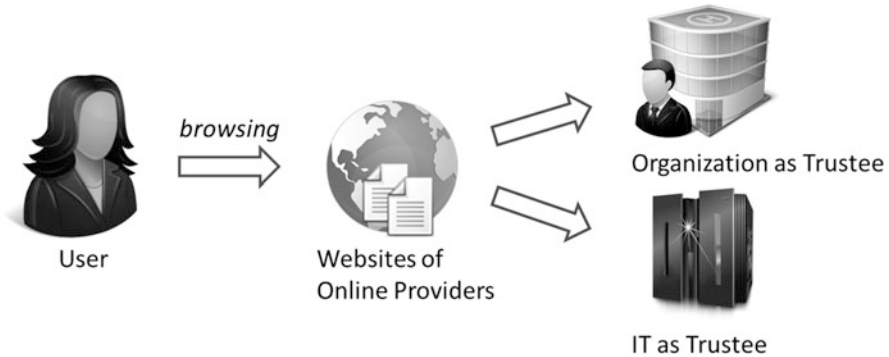 browsing
User
Websites of
Online Providers
Organization as Trustee
IT as Trustee